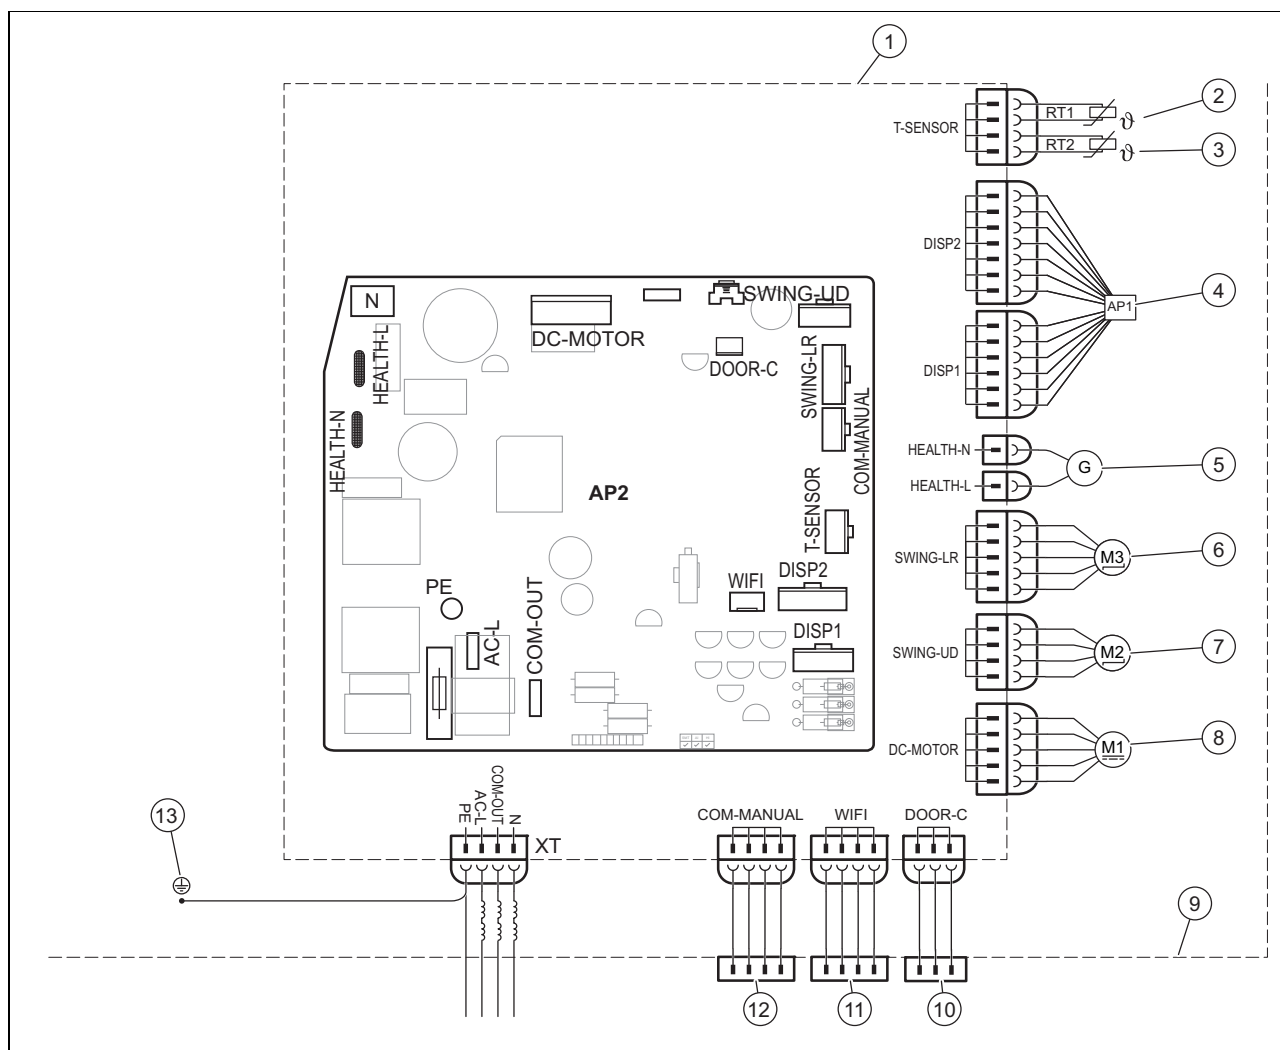 1
T-SENSOR
RT1
ϑ
2
RT2
ϑ
3
DISP2
AP1
4
DISP1
HEALTH-N
HEALTH-L
G
5
SWING-LR
M3
6
SWING-UD
M2
7
DC-MOTOR
M1
8
N
HEALTH-L
HEALTH-N
DC-MOTOR
SWING-UD
DOOR-C
SWING-LR
COM-MANUAL
AP2
T-SENSOR
WIFI
DISP2
DISP1
PE
AC-L
COM-OUT
PE
AC-L
COM-OUT
N
XT
COM-MANUAL
WIFI
DOOR-C
13
9
12
11
10